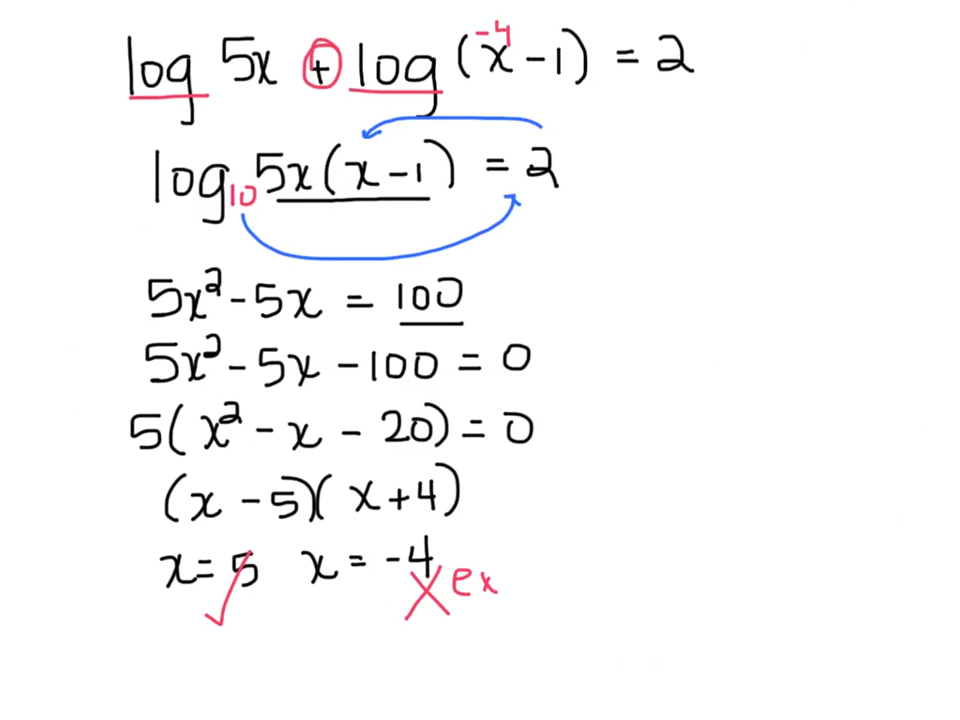 log 5x + log (x - 1) = 2
-4
log₁₀ 5x(x - 1) = 2
5x² - 5x = 100
5x² - 5x - 100 = 0
5(x² - x - 20) = 0
(x - 5)(x + 4)
x = 5 x = -4 ex